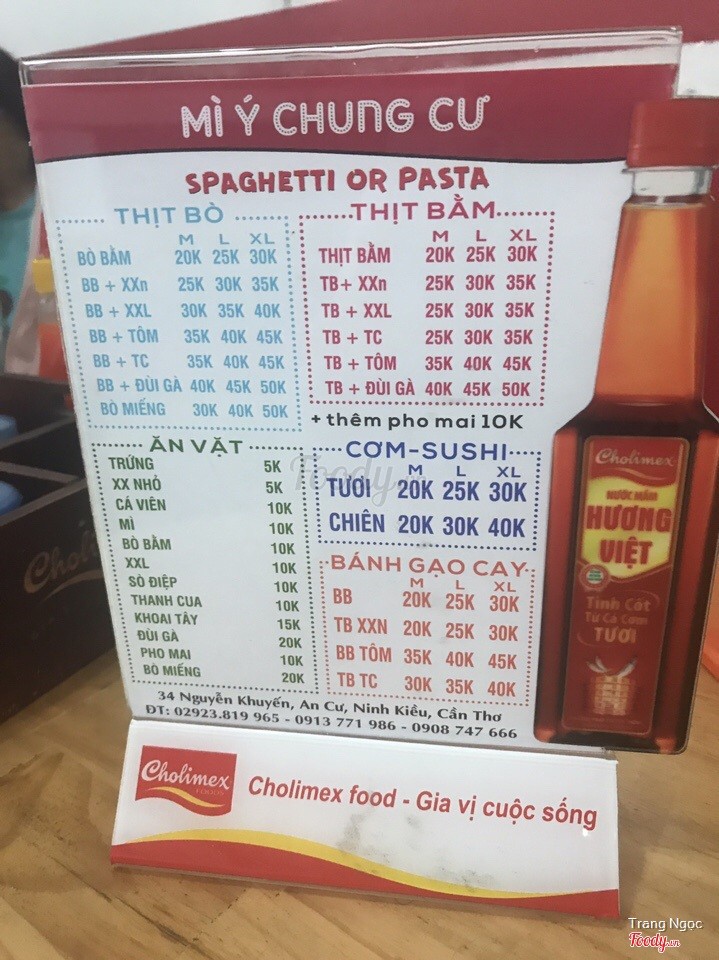 MÌ Ý CHUNG CƯ
SPAGHETTI OR PASTA
THỊT BÒ
M L XL
BÒ BẰM 20K 25K 30K
BB + XXn 25K 30K 35K
BB + XXL 30K 35K 40K
BB + TÔM 35K 40K 45K
BB + TC 35K 40K 45K
BB + ĐÙI GÀ 40K 45K 50K
BÒ MIẾNG 30K 40K 50K
THỊT BẰM
M L XL
THỊT BẰM 20K 25K 30K
TB+ XXn 25K 30K 35K
TB + XXL 25K 30K 35K
TB + TC 25K 30K 35K
TB + TÔM 35K 40K 45K
TB + ĐÙI GÀ 40K 45K 50K
+ thêm pho mai 10K
ĂN VẶT
TRỨNG 5K
XX NHỎ 5K
CÁ VIÊN 10K
MÌ 10K
BÒ BẰM 10K
XXL 10K
SÒ ĐIỆP 10K
THANH CUA 10K
KHOAI TÂY 15K
ĐÙI GÀ 20K
PHO MAI 10K
BÒ MIẾNG 20K
CƠM-SUSHI
M L XL
TƯƠI 20K 25K 30K
CHIÊN 20K 30K 40K
BÁNH GẠO CAY
M L XL
BB 20K 25K 30K
TB XXN 20K 25K 30K
BB TÔM 35K 40K 45K
TB TC 30K 35K 40K
34 Nguyễn Khuyến, An Cư, Ninh Kiều, Cần Thơ
ĐT: 02923.819 965 - 0913 771 986 - 0908 747 666
Cholimex
NƯỚC MẮM
HƯƠNG
VIỆT
Tinh Cốt
Từ Cá Cơm
TƯƠI
Cholimex
FOODS
Cholimex food - Gia vị cuộc sống
Foody.vn
Trang Ngọc
Foody.vn